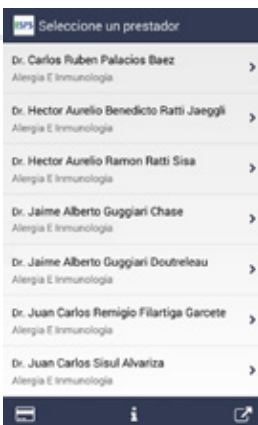 Seleccione un prestador
Dr. Carlos Ruben Palacios Baez
Alergia E Inmunologia
Dr. Hector Aurelio Benedicto Ratti Jaeggli
Alergia E Inmunologia
Dr. Hector Aurelio Ramon Ratti Sisa
Alergia E Inmunologia
Dr. Jaime Alberto Guggiari Chase
Alergia E Inmunologia
Dr. Jaime Alberto Guggiari Doutreleau
Alergia E Inmunologia
Dr. Juan Carlos Remigio Filartiga Garcete
Alergia E Inmunologia
Dr. Juan Carlos Sisul Alvariza
Alergia E Inmunologia